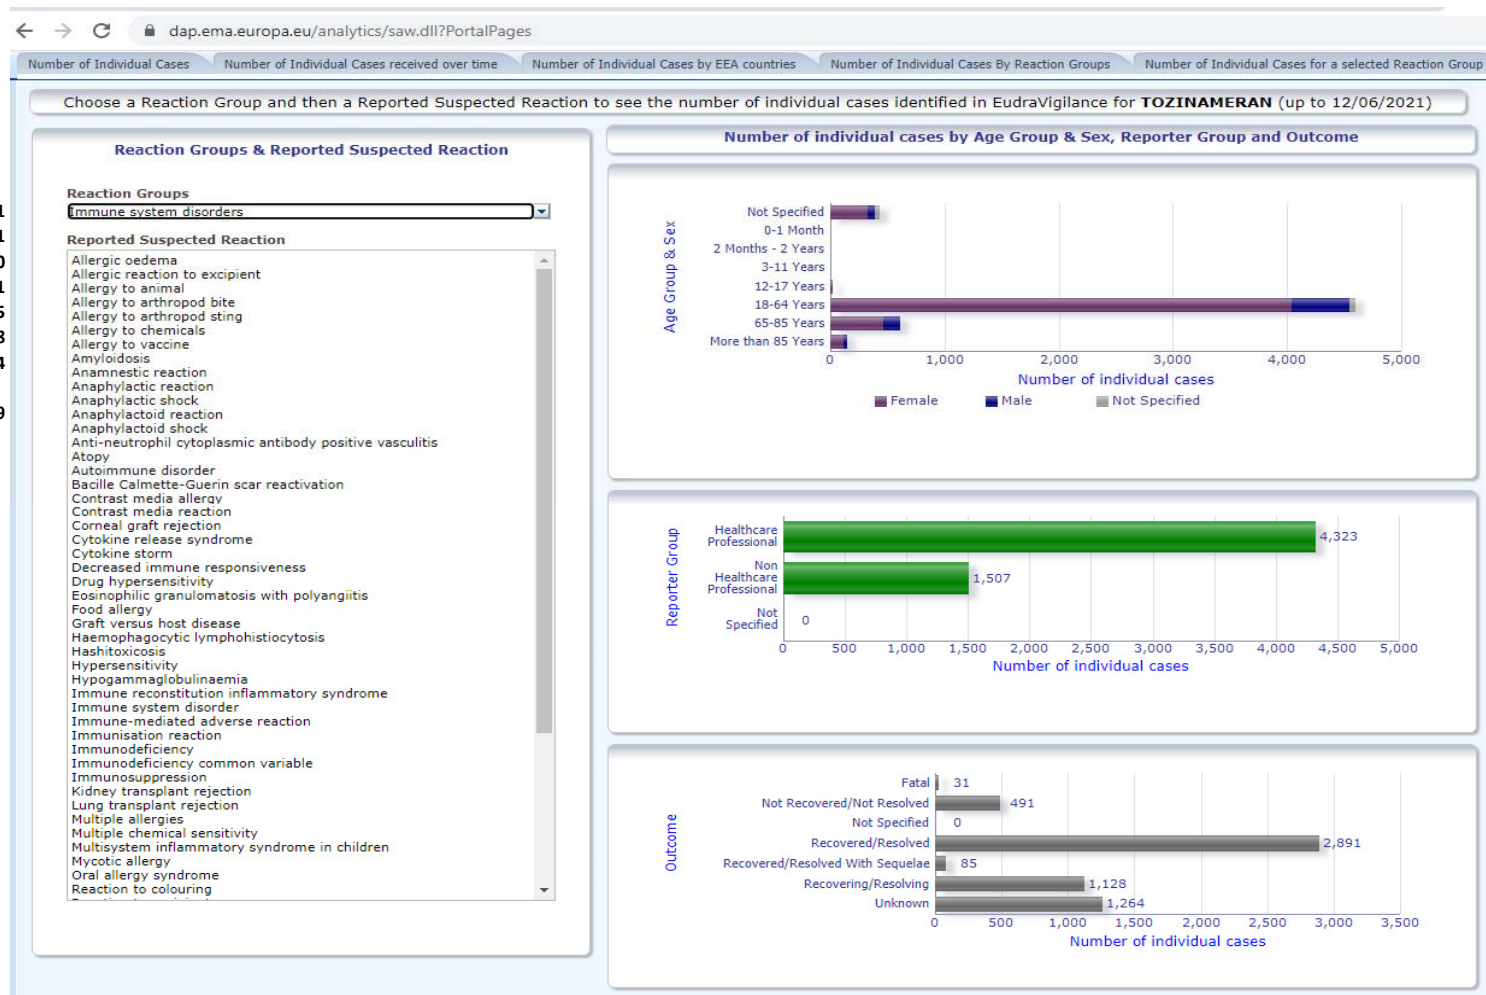 dap.ema.europa.eu/analytics/saw.dll?PortalPages
Number of Individual Cases
Number of Individual Cases received over time
Number of Individual Cases by EEA countries
Number of Individual Cases By Reaction Groups
Number of Individual Cases for a selected Reaction Group
Choose a Reaction Group and then a Reported Suspected Reaction to see the number of individual cases identified in EudraVigilance for TOZINAMERAN (up to 12/06/2021)
Reaction Groups & Reported Suspected Reaction
Reaction Groups
Immune system disorders
Reported Suspected Reaction
Allergic oedema
Allergic reaction to excipient
Allergy to animal
Allergy to arthropod bite
Allergy to arthropod sting
Allergy to chemicals
Allergy to vaccine
Amyloidosis
Anamnestic reaction
Anaphylactic reaction
Anaphylactic shock
Anaphylactoid reaction
Anaphylactoid shock
Anti-neutrophil cytoplasmic antibody positive vasculitis
Atopy
Autoimmune disorder
Bacille Calmette-Guerin scar reactivation
Contrast media allergy
Contrast media reaction
Corneal graft rejection
Cytokine release syndrome
Cytokine storm
Decreased immune responsiveness
Drug hypersensitivity
Eosinophilic granulomatosis with polyangiitis
Food allergy
Graft versus host disease
Haemophagocytic lymphohistiocytosis
Hashitoxicosis
Hypersensitivity
Hypogammaglobulinaemia
Immune reconstitution inflammatory syndrome
Immune system disorder
Immune-mediated adverse reaction
Immunisation reaction
Immunodeficiency
Immunodeficiency common variable
Immunosuppression
Kidney transplant rejection
Lung transplant rejection
Multiple allergies
Multiple chemical sensitivity
Multisystem inflammatory syndrome in children
Mycotic allergy
Oral allergy syndrome
Reaction to colouring
Number of individual cases by Age Group & Sex, Reporter Group and Outcome
Age Group & Sex
Not Specified
0-1 Month
2 Months - 2 Years
3-11 Years
12-17 Years
18-64 Years
65-85 Years
More than 85 Years
0 1,000 2,000 3,000 4,000 5,000
Number of individual cases
Female Male Not Specified
Reporter Group
Healthcare
Professional
4,323
Non
Healthcare
Professional
1,507
Not
Specified
0
0 500 1,000 1,500 2,000 2,500 3,000 3,500 4,000 4,500 5,000
Number of individual cases
Outcome
Fatal 31
Not Recovered/Not Resolved 491
Not Specified 0
Recovered/Resolved 2,891
Recovered/Resolved With Sequelae 85
Recovering/Resolving 1,128
Unknown 1,264
0 500 1,000 1,500 2,000 2,500 3,000 3,500
Number of individual cases